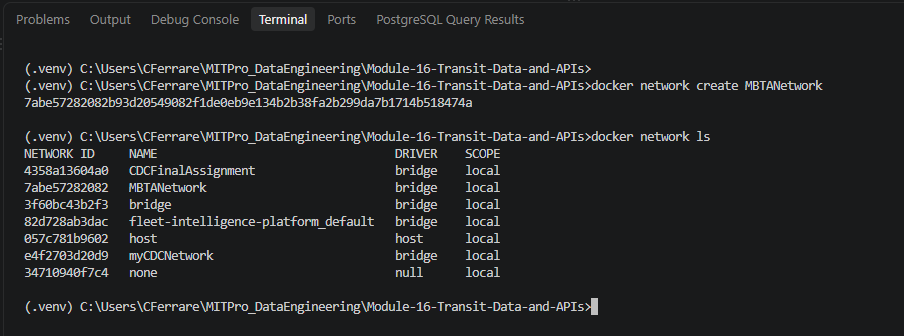 Problems Output Debug Console Terminal Ports PostgreSQL Query Results
(.venv) C:\Users\CFerrare\MITPro_DataEngineering\Module-16-Transit-Data-and-APIs>
(.venv) C:\Users\CFerrare\MITPro_DataEngineering\Module-16-Transit-Data-and-APIs>docker network create MBTANetwork
7abe57282082b93d20549082f1de0eb9e134b2b38fa2b299da7b1714b518474a
(.venv) C:\Users\CFerrare\MITPro_DataEngineering\Module-16-Transit-Data-and-APIs>docker network ls
NETWORK ID NAME DRIVER SCOPE
4358a13604a0 CDCFinalAssignment bridge local
7abe57282082 MBTANetwork bridge local
3f60bc43b2f3 bridge bridge local
82d728ab3dac fleet-intelligence-platform_default bridge local
057c781b9602 host host local
e4f2703d20d9 myCDCNetwork bridge local
34710940f7c4 none null local
(.venv) C:\Users\CFerrare\MITPro_DataEngineering\Module-16-Transit-Data-and-APIs>